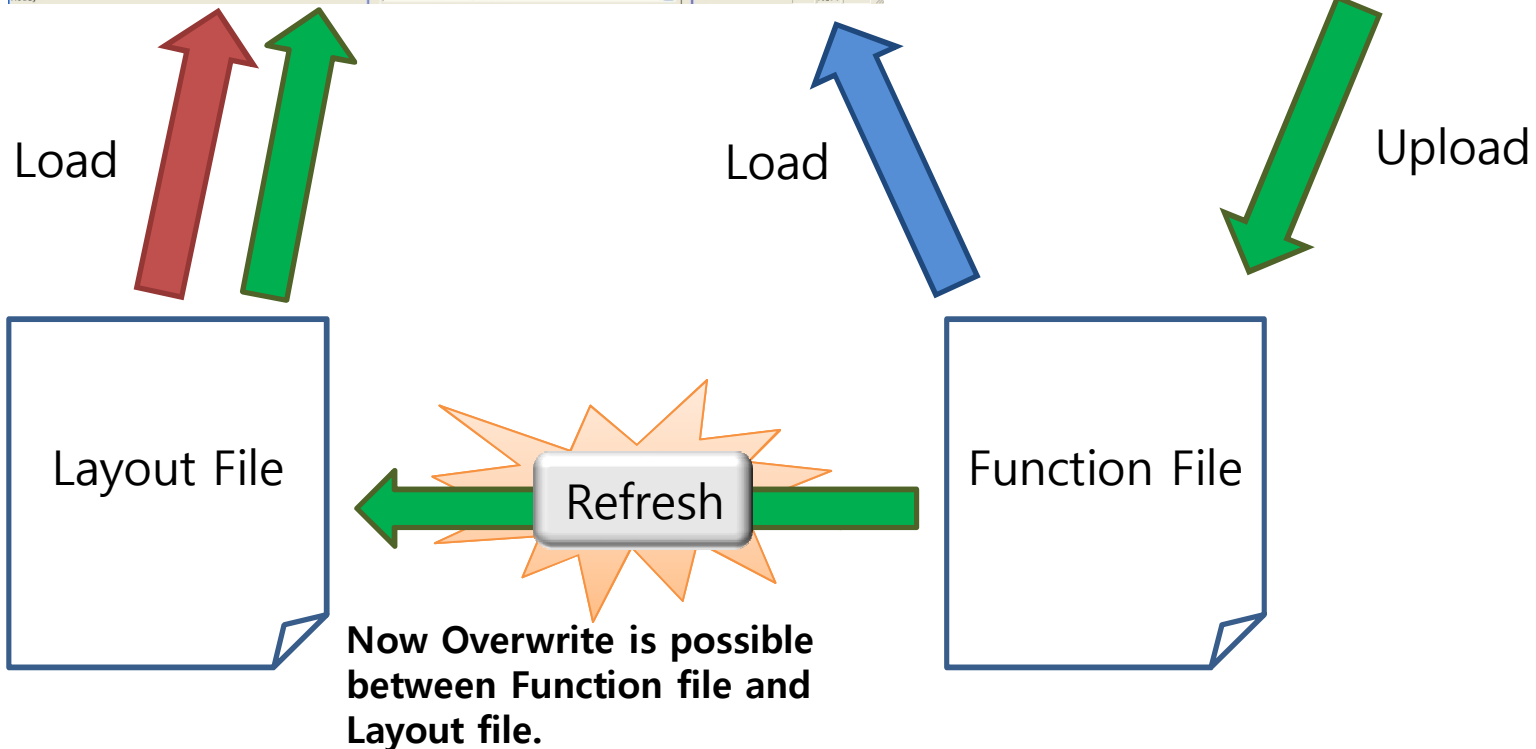 Load
Load
Upload
Layout File
Refresh
Function File
Now Overwrite is possible
between Function file and
Layout file.